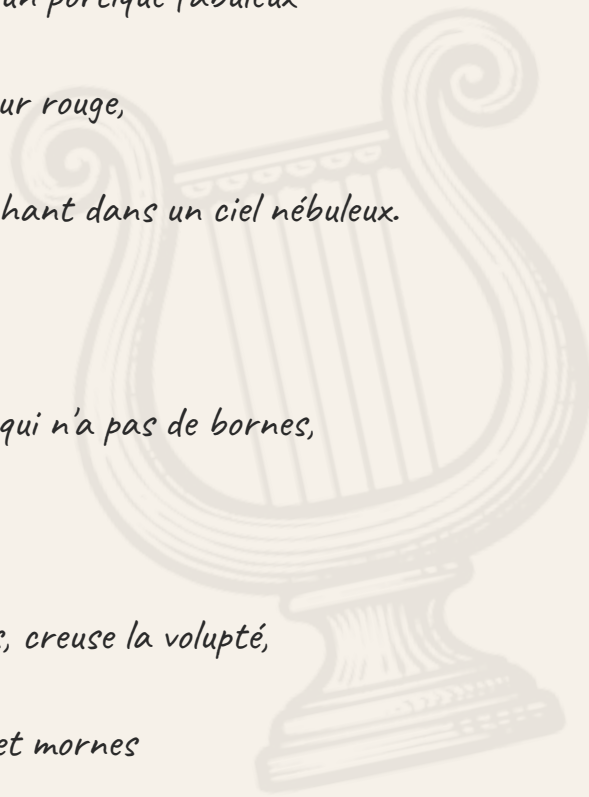 un portique fabuleux
ur rouge,
hant dans un ciel nébuleux.
qui n'a pas de bornes,
s, creuse la volupté,
et mornes